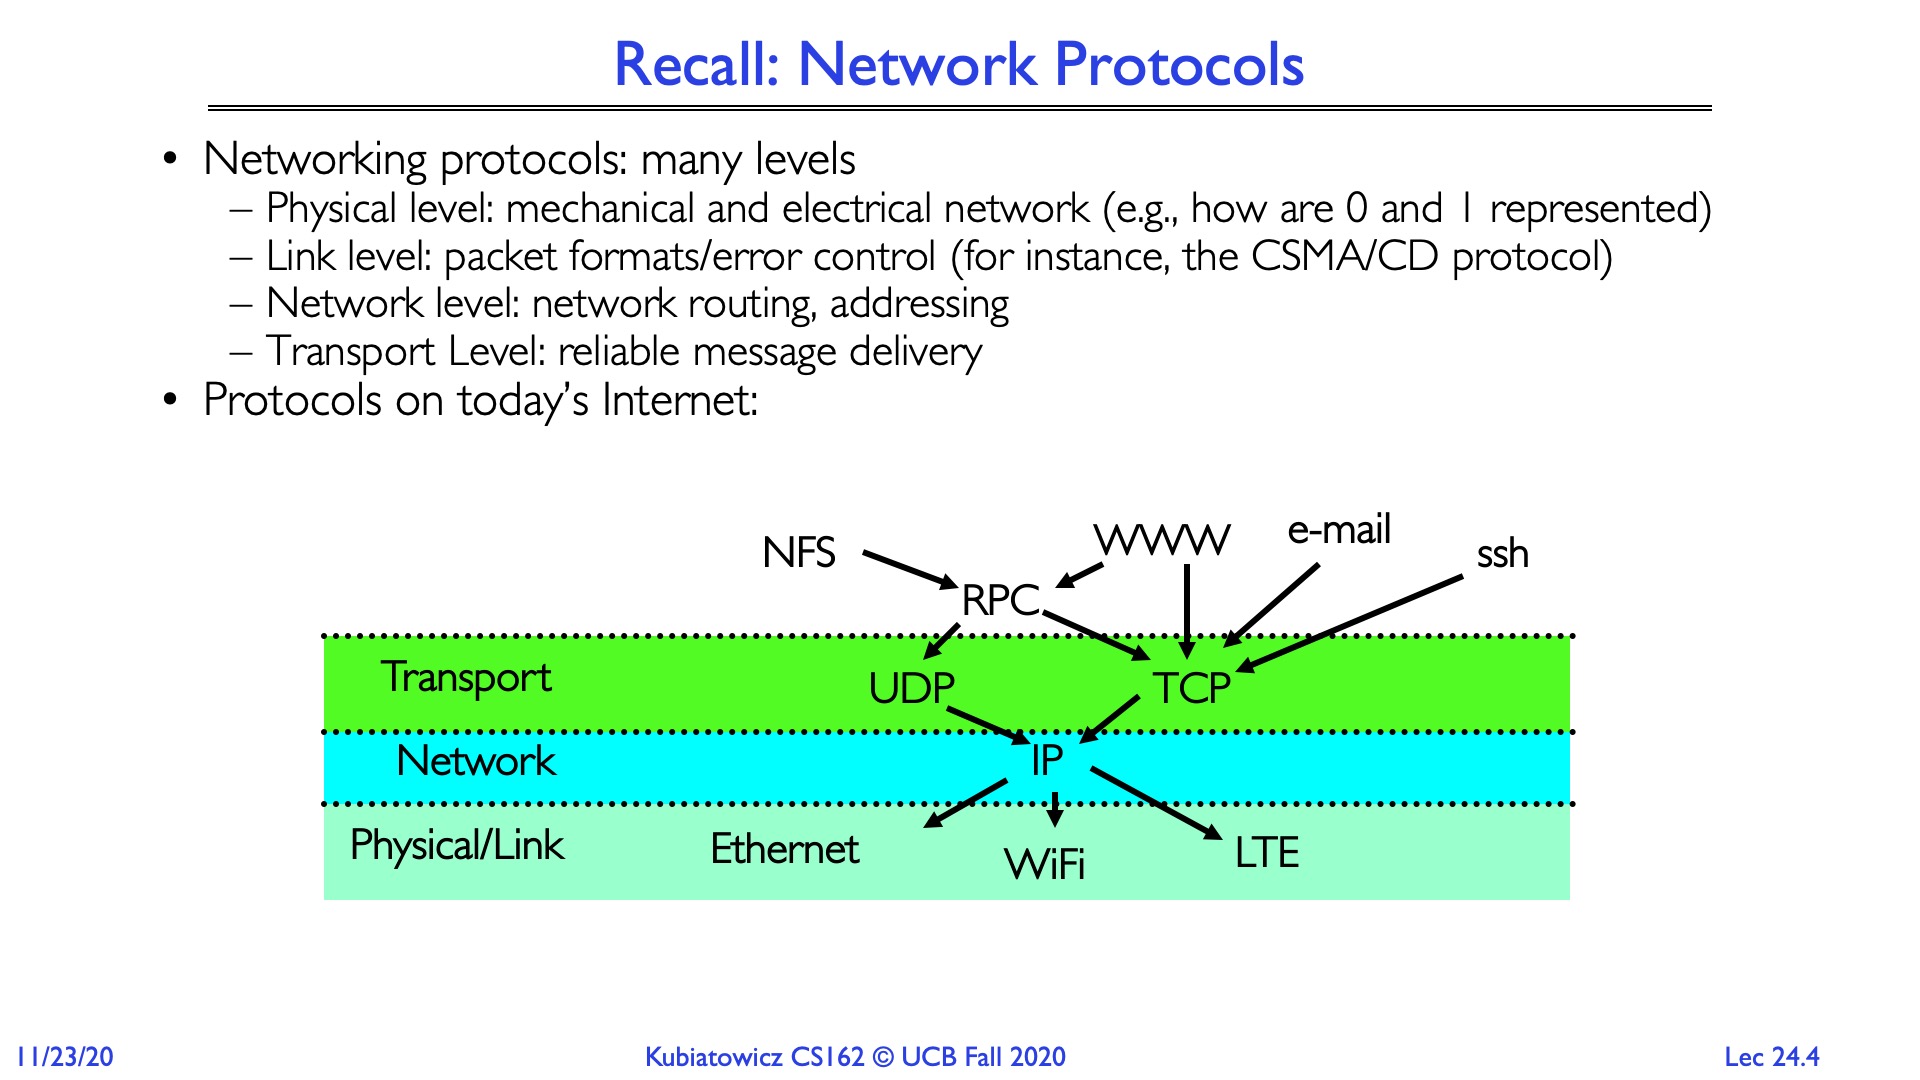 Recall: Network Protocols
• Networking protocols: many levels
– Physical level: mechanical and electrical network (e.g., how are 0 and 1 represented)
– Link level: packet formats/error control (for instance, the CSMA/CD protocol)
– Network level: network routing, addressing
– Transport Level: reliable message delivery
• Protocols on today’s Internet:
NFS
WWW
e-mail
ssh
RPC
Transport
UDP
TCP
Network
IP
Physical/Link
Ethernet
WiFi
LTE
11/23/20
Kubiatowicz CS162 © UCB Fall 2020
Lec 24.4